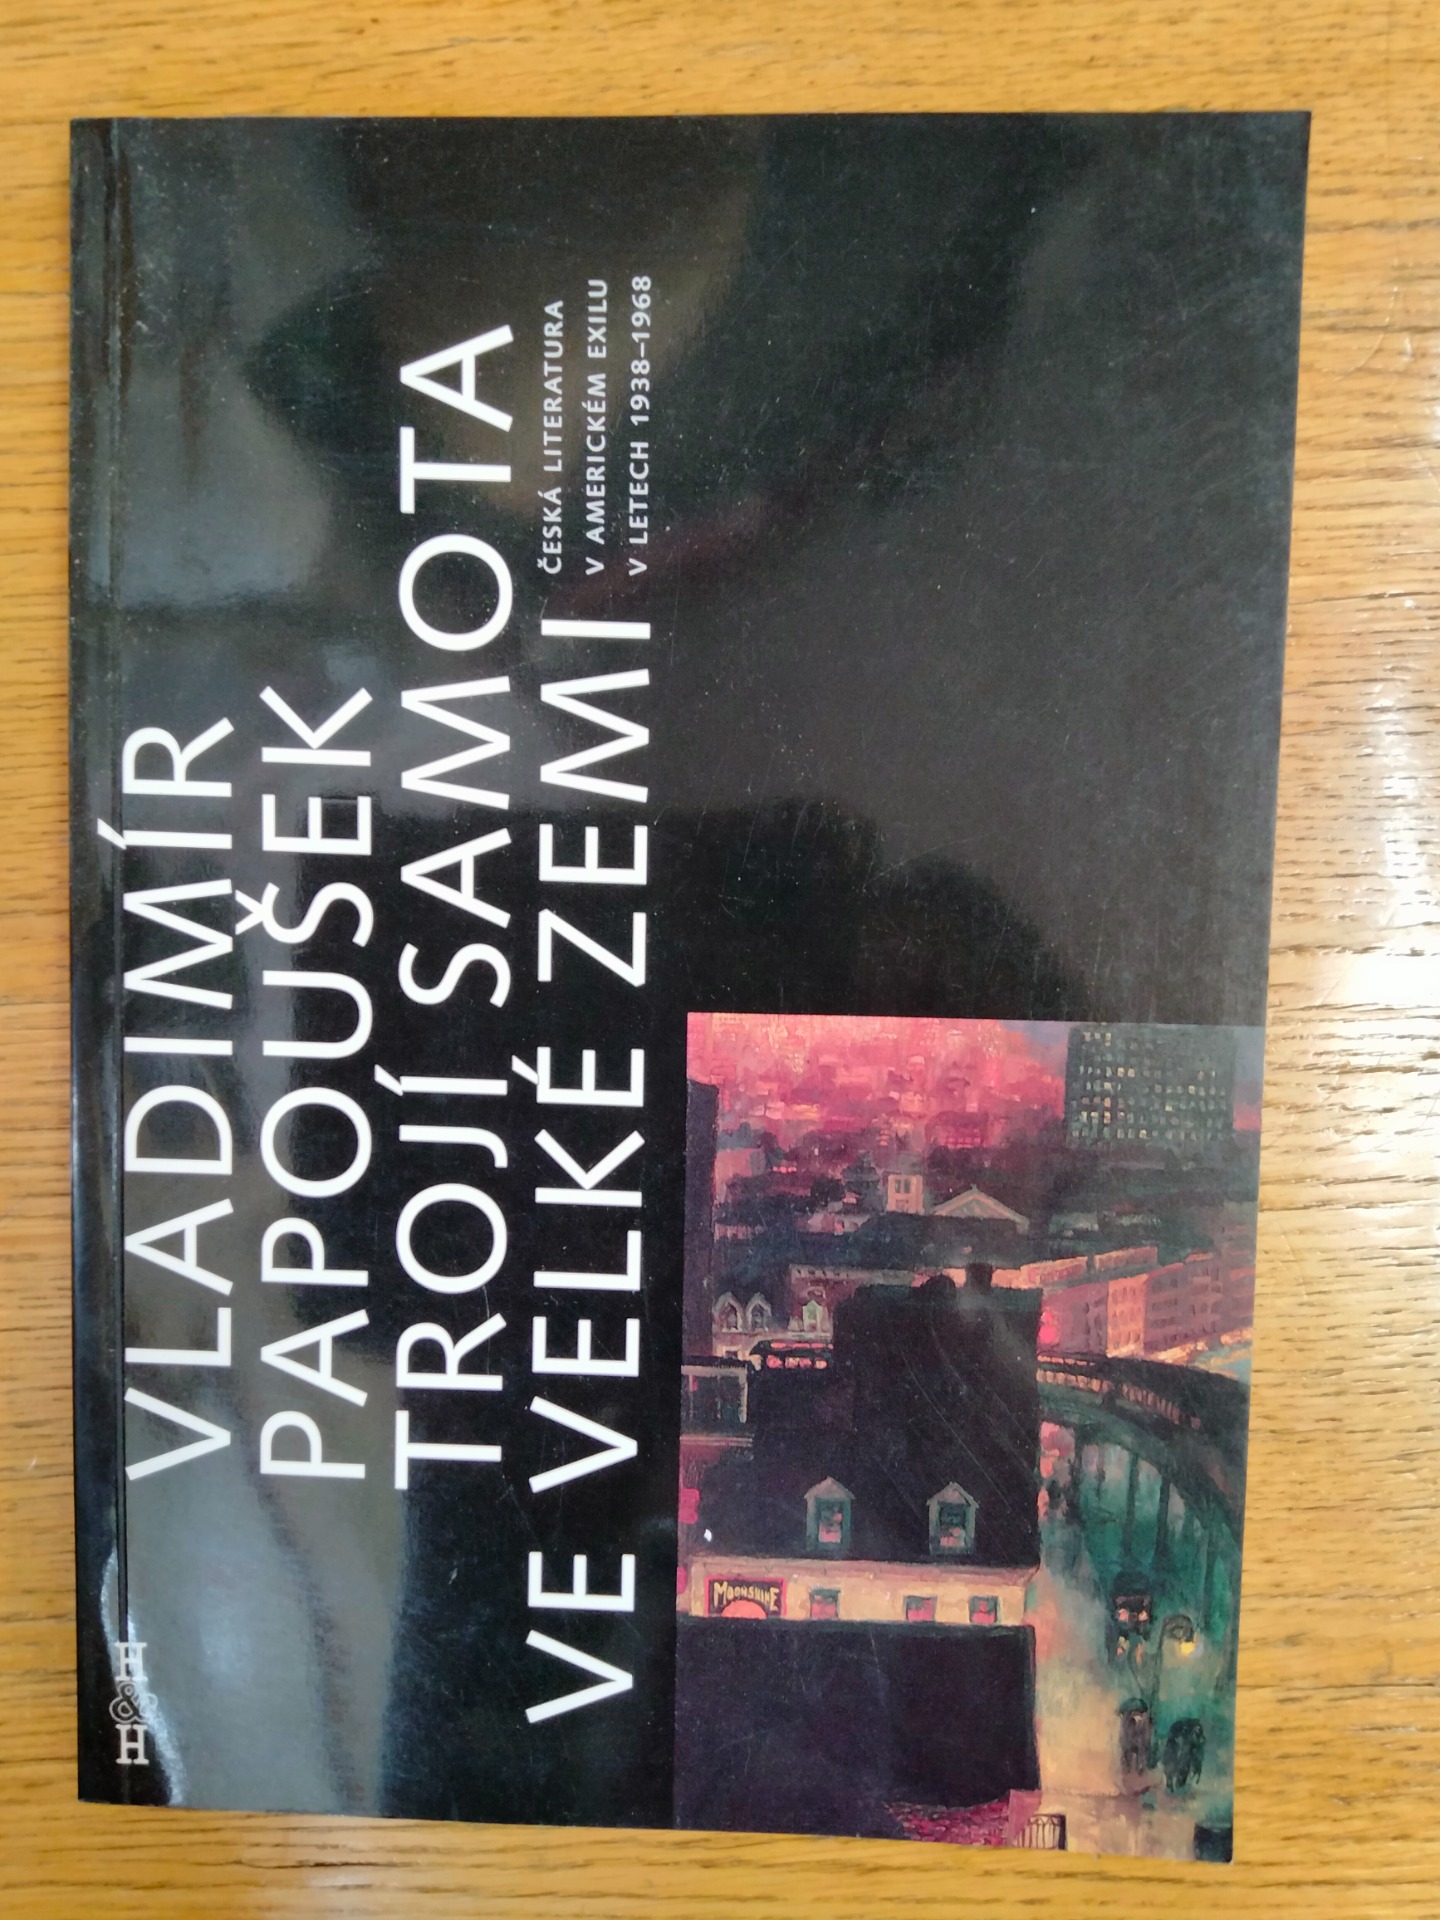 H&H
VLADIMÍR
PAPOUŠEK
TROJÍ SAMOTA
VE VELKÉ ZEMI
ČESKÁ LITERATURA
V AMERICKÉM EXILU
V LETECH 1938–1968
MOONSHINE